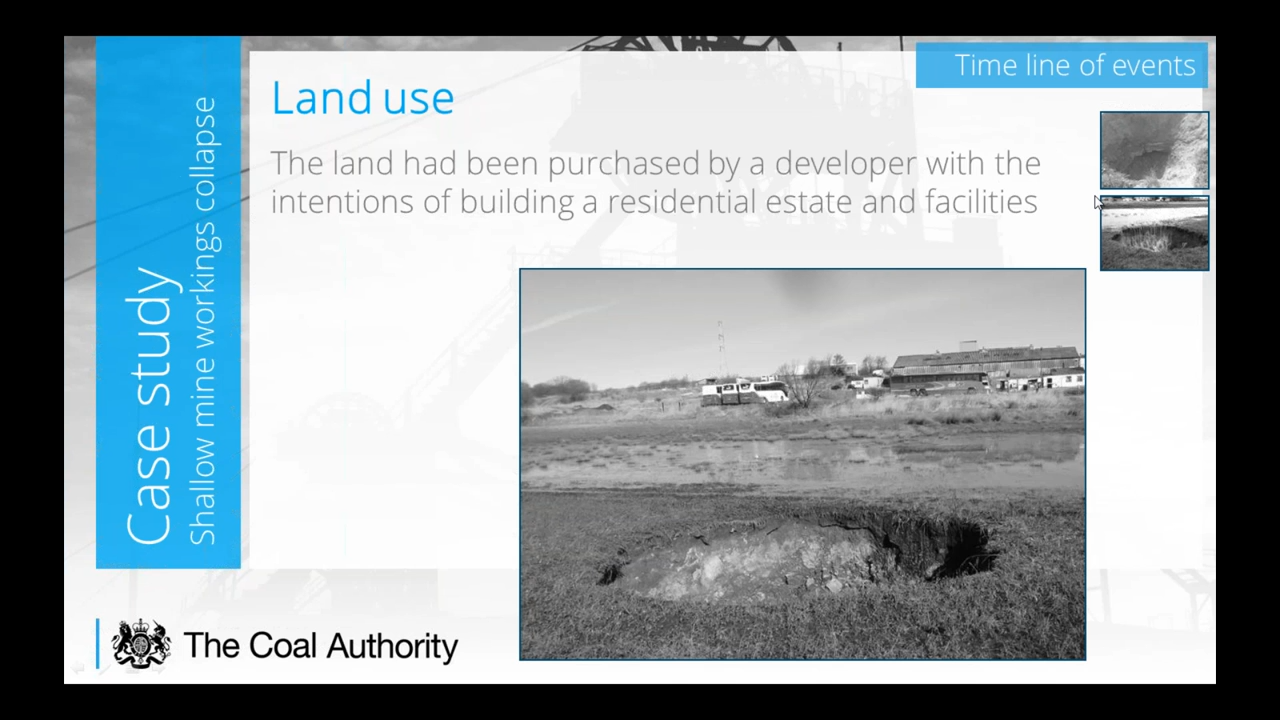 Time line of events
Land use
The land had been purchased by a developer with the
intentions of building a residential estate and facilities
Case study
Shallow mine workings collapse
The Coal Authority